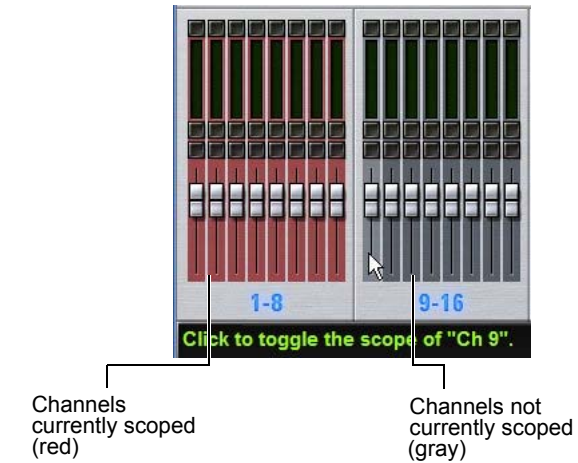 1-8
9-16
Click to toggle the scope of "Ch 9".
Channels
currently scoped
(red)
Channels not
currently scoped
(gray)